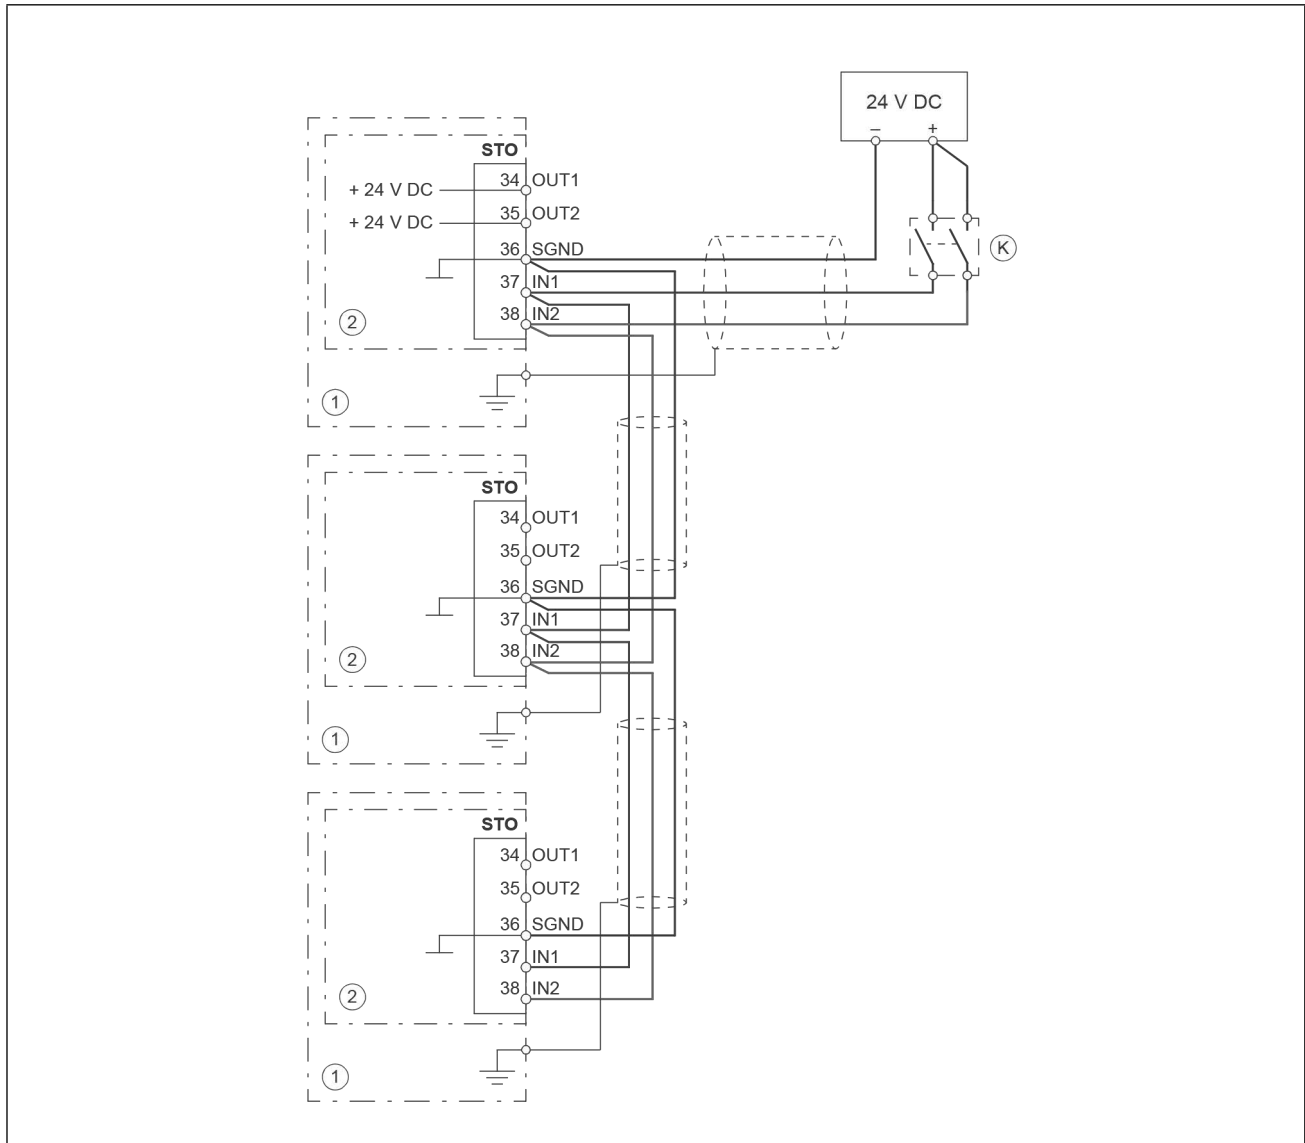 24 V DC
– +
K
STO
34 OUT1
+ 24 V DC
35 OUT2
+ 24 V DC
36 SGND
37 IN1
38 IN2
2
1
STO
34 OUT1
35 OUT2
36 SGND
37 IN1
38 IN2
2
1
STO
34 OUT1
35 OUT2
36 SGND
37 IN1
38 IN2
2
1